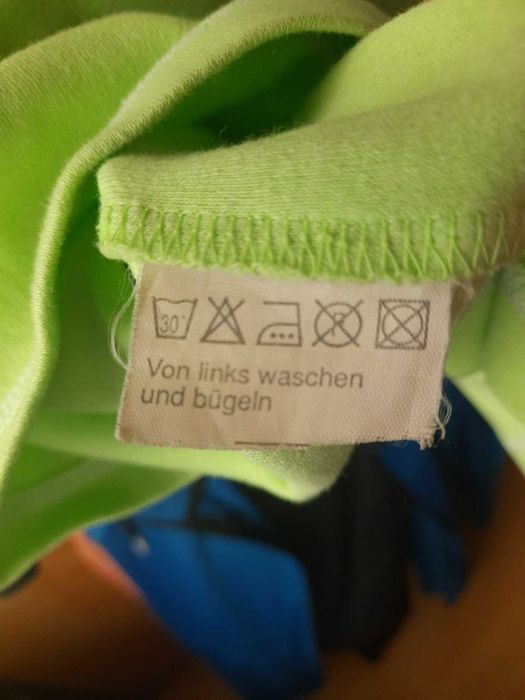 30°
P
Von links waschen
und bügeln